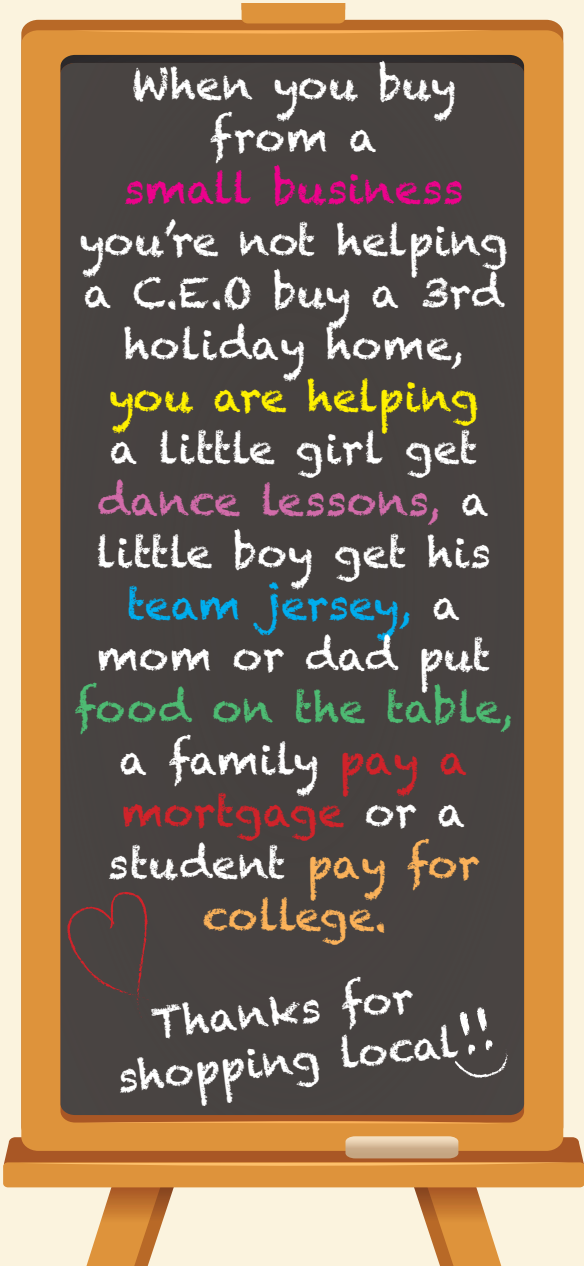 When you buy
from a
small business
you're not helping
a C.E.O buy a 3rd
holiday home,
you are helping
a little girl get
dance lessons, a
little boy get his
team jersey, a
mom or dad put
food on the table,
a family pay a
mortgage or a
student pay for
college.
Thanks for
shopping local!!